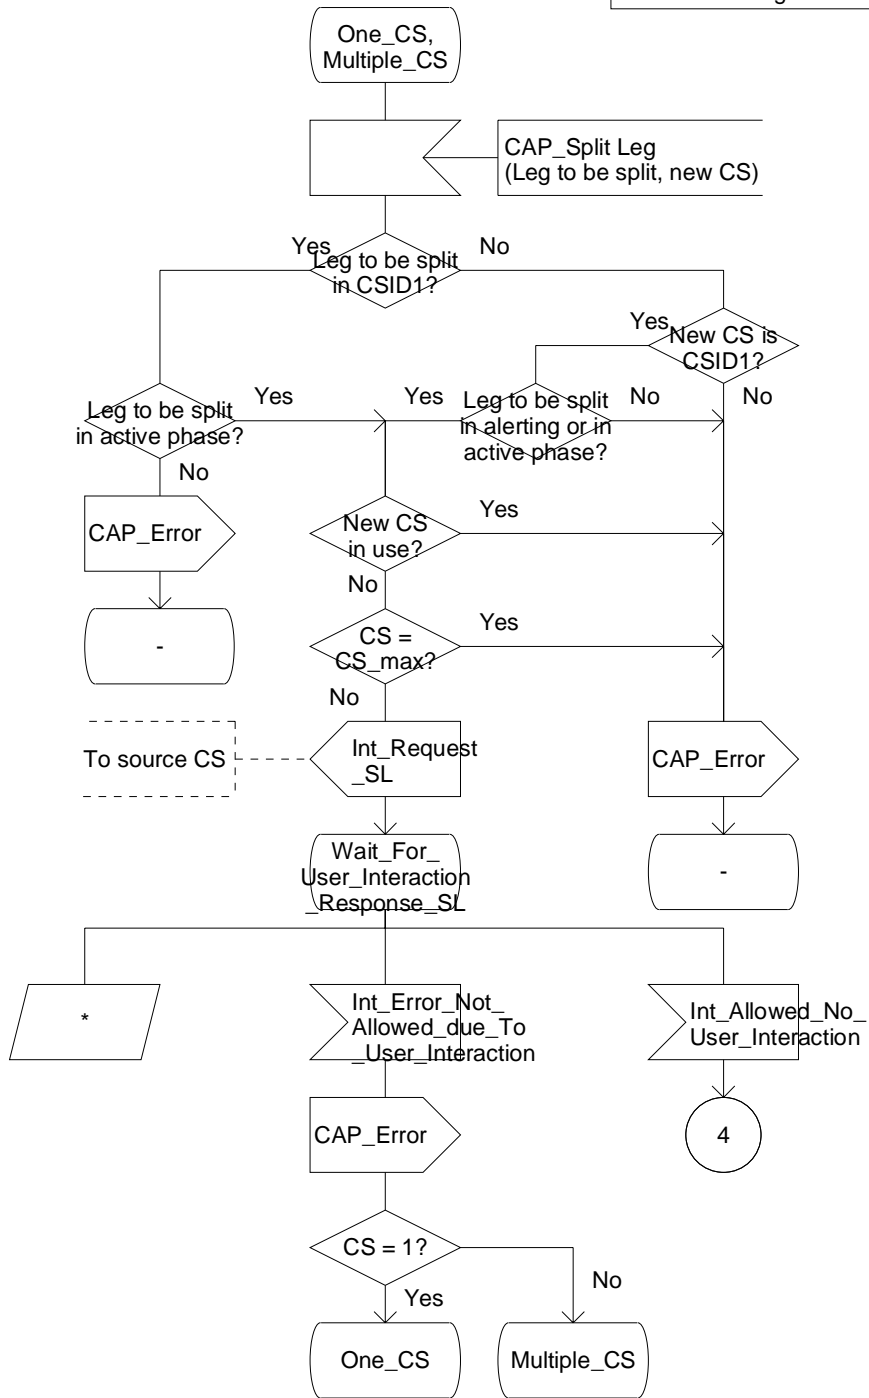 One_CS,
Multiple_CS
CAP_Split Leg
(Leg to be split, new CS)
Yes
Leg to be split
in CSID1?
No
Yes
New CS is
CSID1?
Leg to be split
in active phase?
Yes
Yes
Leg to be split
in alerting or in
active phase?
No
No
No
CAP_Error
New CS
in use?
Yes
No
-
CS =
CS_max?
Yes
No
To source CS
Int_Request
_SL
CAP_Error
Wait_For_
User_Interaction
_Response_SL
-
*
Int_Error_Not_
Allowed_due_To
_User_Interaction
Int_Allowed_No_
User_Interaction
CAP_Error
4
CS = 1?
No
Yes
One_CS
Multiple_CS